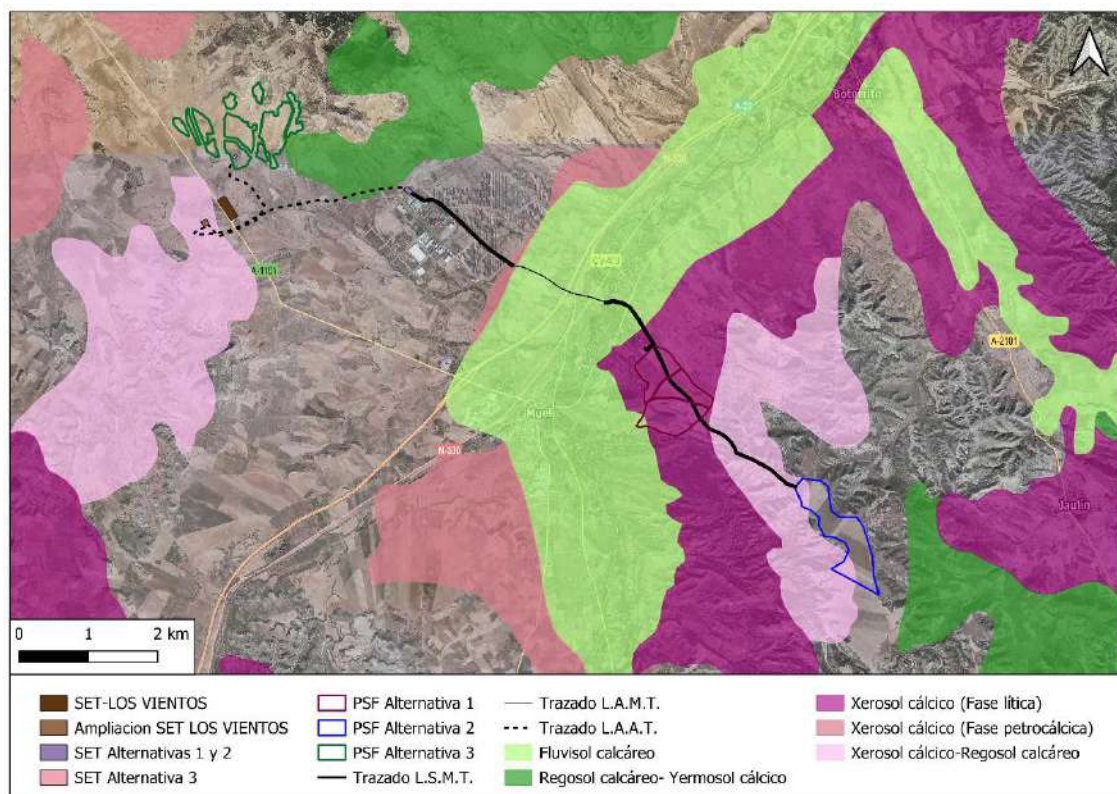 Botorrita
A-23
N-330
CV-403
A-1101
A-2101
Muel
N-330
Jaulín
0 1 2 km
SET-LOS VIENTOS
Ampliacion SET LOS VIENTOS
SET Alternativas 1 y 2
SET Alternativa 3
PSF Alternativa 1
PSF Alternativa 2
PSF Alternativa 3
Trazado L.S.M.T.
Trazado L.A.M.T.
Trazado L.A.A.T.
Fluvisol calcáreo
Regosol calcáreo- Yermosol cálcico
Xerosol cálcico (Fase lítica)
Xerosol cálcico (Fase petrocálcica)
Xerosol cálcico-Regosol calcáreo